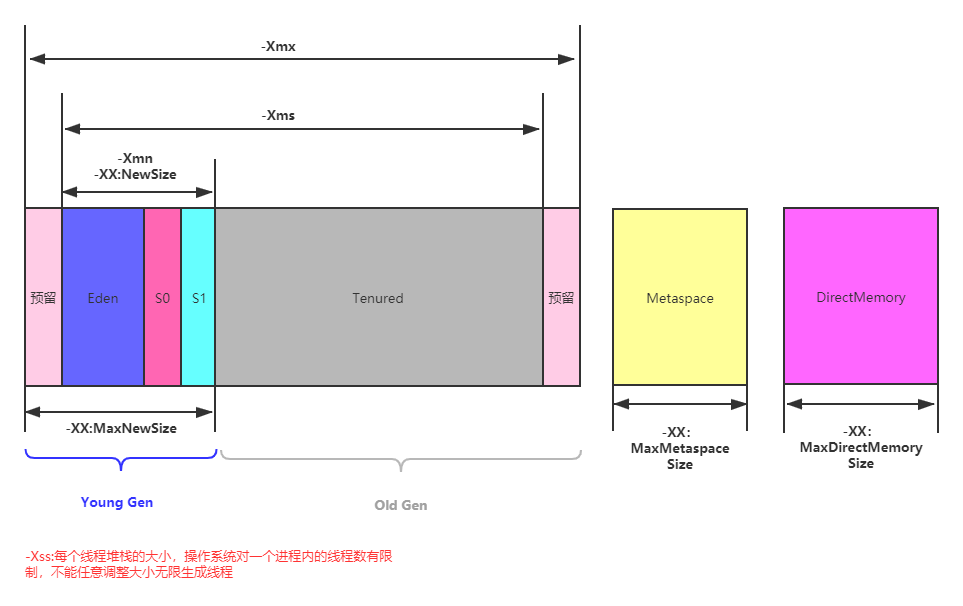 -Xmx
-Xms
-Xmn
-XX:NewSize
预留
Eden
S0
S1
Tenured
预留
Metaspace
DirectMemory
-XX:MaxNewSize
-XX：
MaxMetaspace
Size
-XX：
MaxDirectMemory
Size
Young Gen
Old Gen
-Xss:每个线程堆栈的大小，操作系统对一个进程内的线程数有限
制，不能任意调整大小无限生成线程